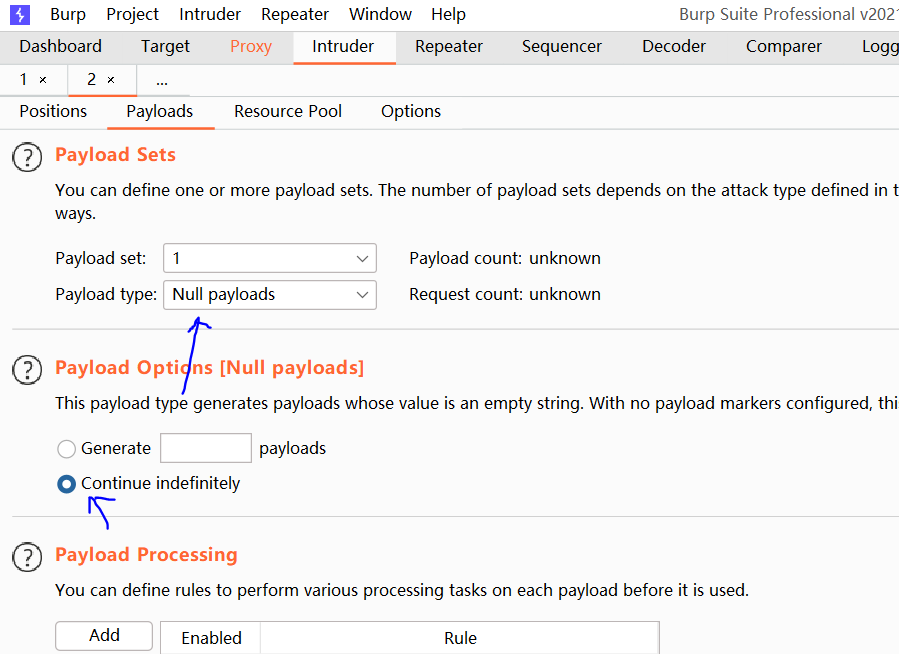 Burp Project Intruder Repeater Window Help Burp Suite Professional v202
Dashboard Target Proxy Intruder Repeater Sequencer Decoder Comparer Logg
1 × 2 × ...
Positions Payloads Resource Pool Options
? Payload Sets
You can define one or more payload sets. The number of payload sets depends on the attack type defined in t
ways.
Payload set: 1 Payload count: unknown
Payload type: Null payloads Request count: unknown
? Payload Options [Null payloads]
This payload type generates payloads whose value is an empty string. With no payload markers configured, thi
Generate payloads
Continue indefinitely
? Payload Processing
You can define rules to perform various processing tasks on each payload before it is used.
Add Enabled Rule